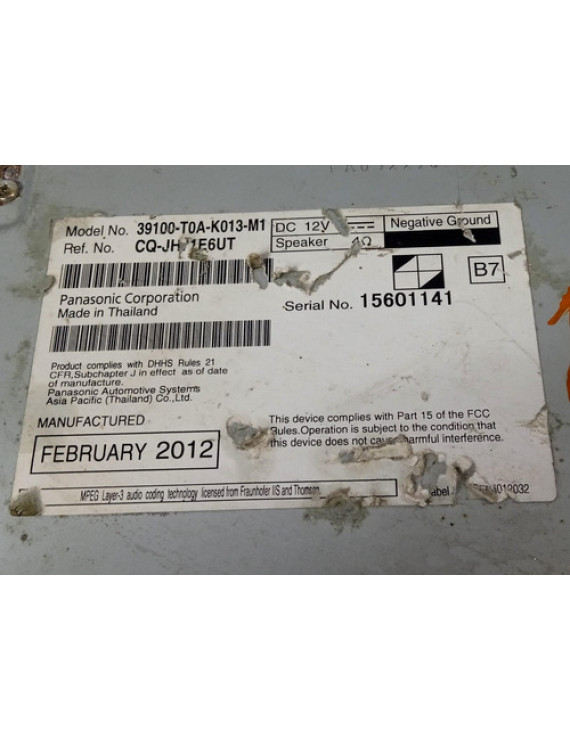 Model No. 39100-T0A-K013-M1
Ref. No.
DC 12V
Negative Ground
Speaker 4Ω
B7
Panasonic Corporation
Made in Thailand
Serial No. 15601141
Product complies with DHHS Rules 21
CFR,Subchapter J in effect as of date
of manufacture.
Panasonic Automotive Systems
Asia Pacific (Thailand) Co.,Ltd.
MANUFACTURED
FEBRUARY 2012
This device complies with Part 15 of the FCC
Rules.Operation is subject to the condition that
this device does not cause harmful interference.
MPEG Layer-3 audio coding technology licensed from Fraunhofer IIS and Thomson.